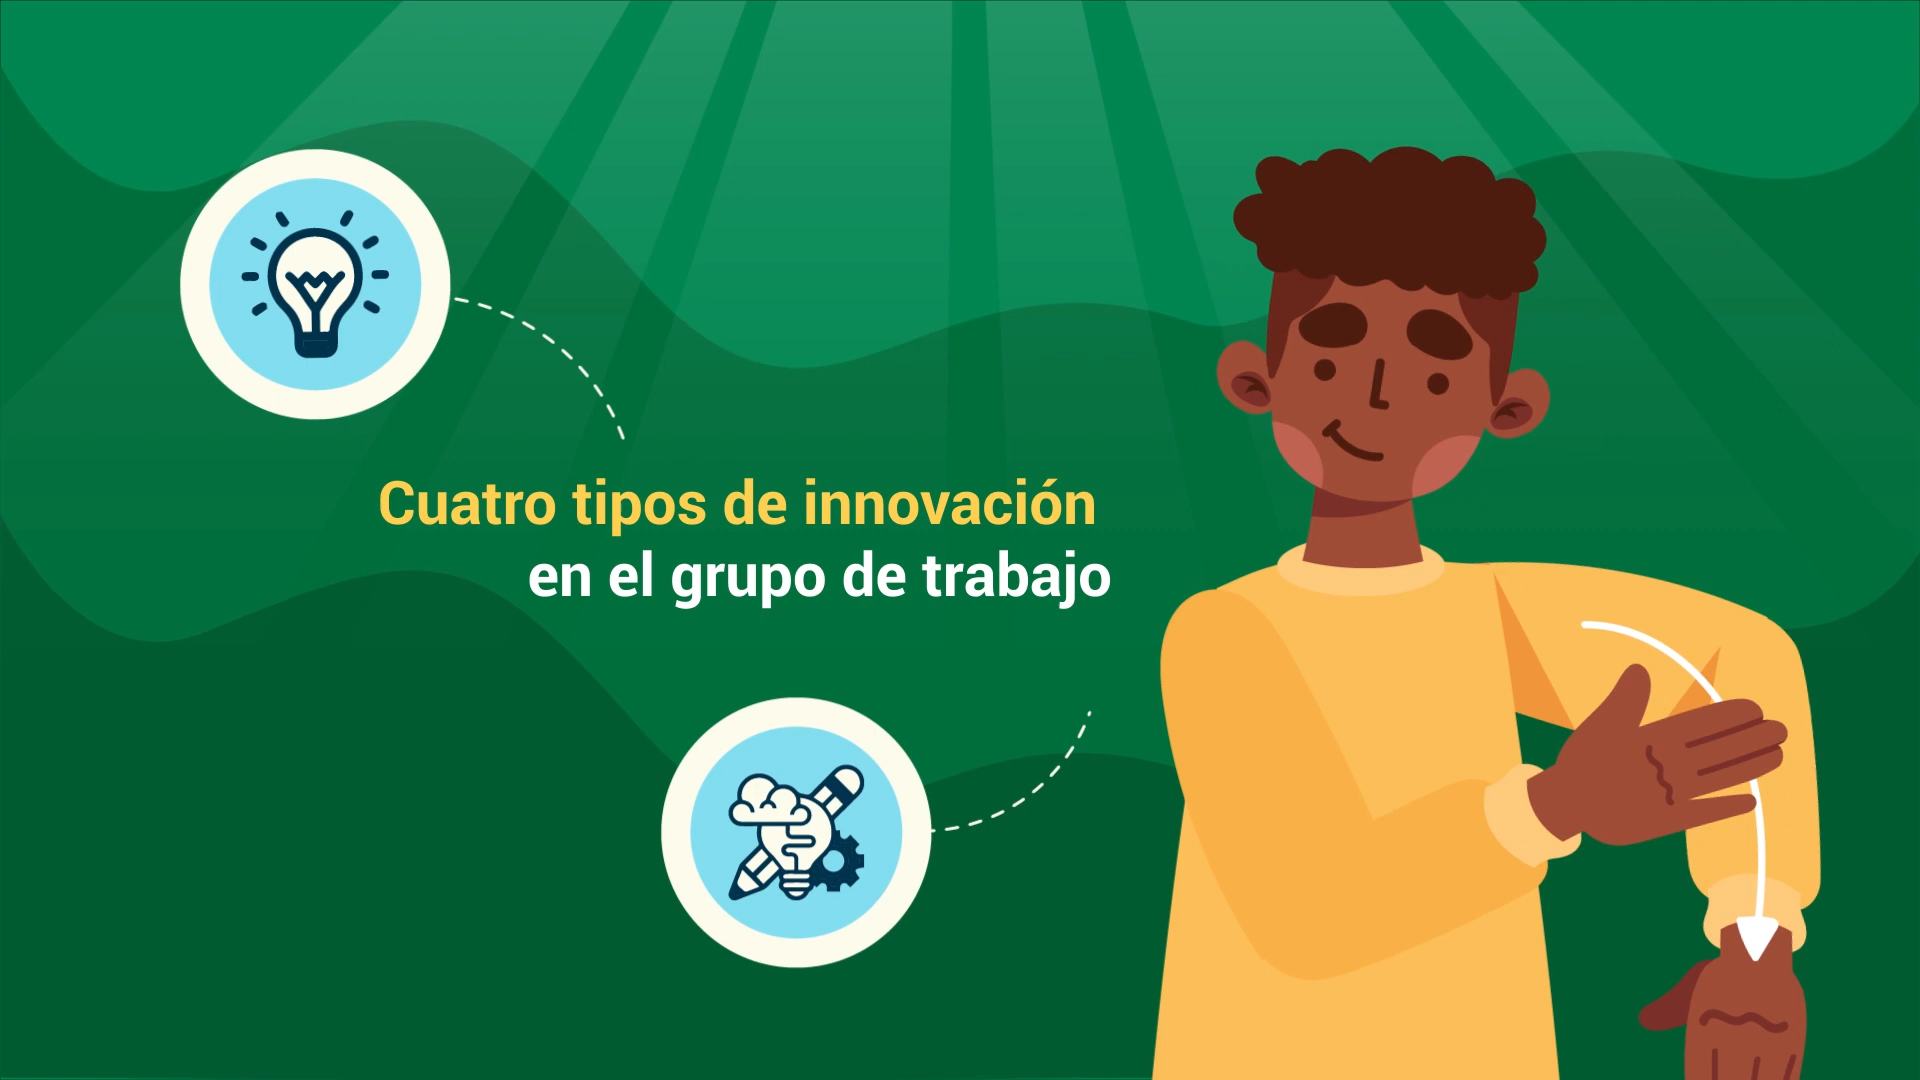 Cuatro tipos de innovación
en el grupo de trabajo